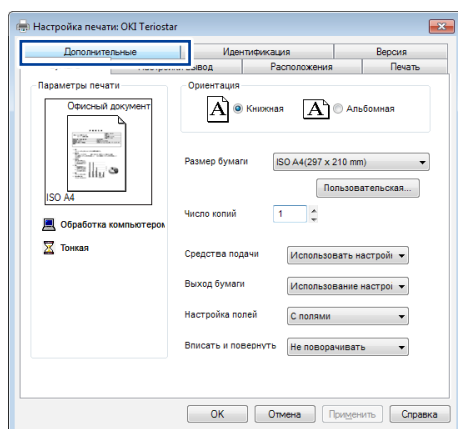 Настройка печати: OKI Teriostar
Дополнительные Идентификация Версия
вывод Расположения Печать
Параметры печати
Офисный документ
ISO A4
Обработка компьютером
Тонкая
Ориентация
A Книжная A Альбомная
Размер бумаги ISO A4(297 x 210 mm)
Пользовательская...
Число копий 1
Средства подачи Использовать настрой
Выход бумаги Использование настро
Настройка полей С полями
Вписать и повернуть Не поворачивать
OK Отмена Применить Справка